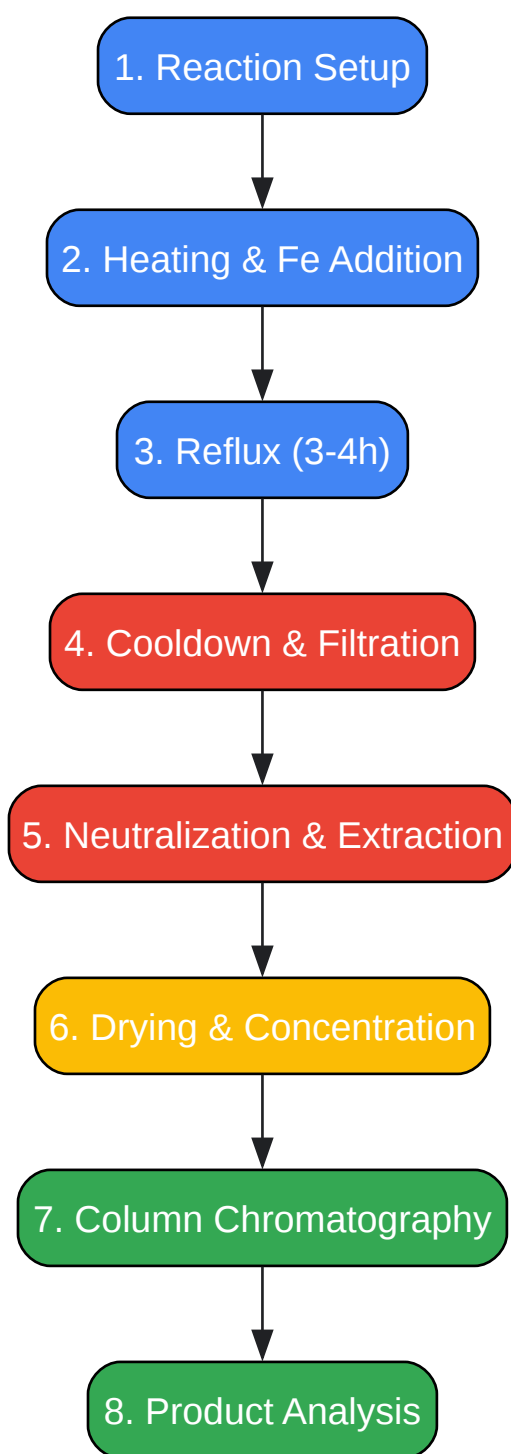 1. Reaction Setup
2. Heating & Fe Addition
3. Reflux (3-4h)
4. Cooldown & Filtration
5. Neutralization & Extraction
6. Drying & Concentration
7. Column Chromatography
8. Product Analysis